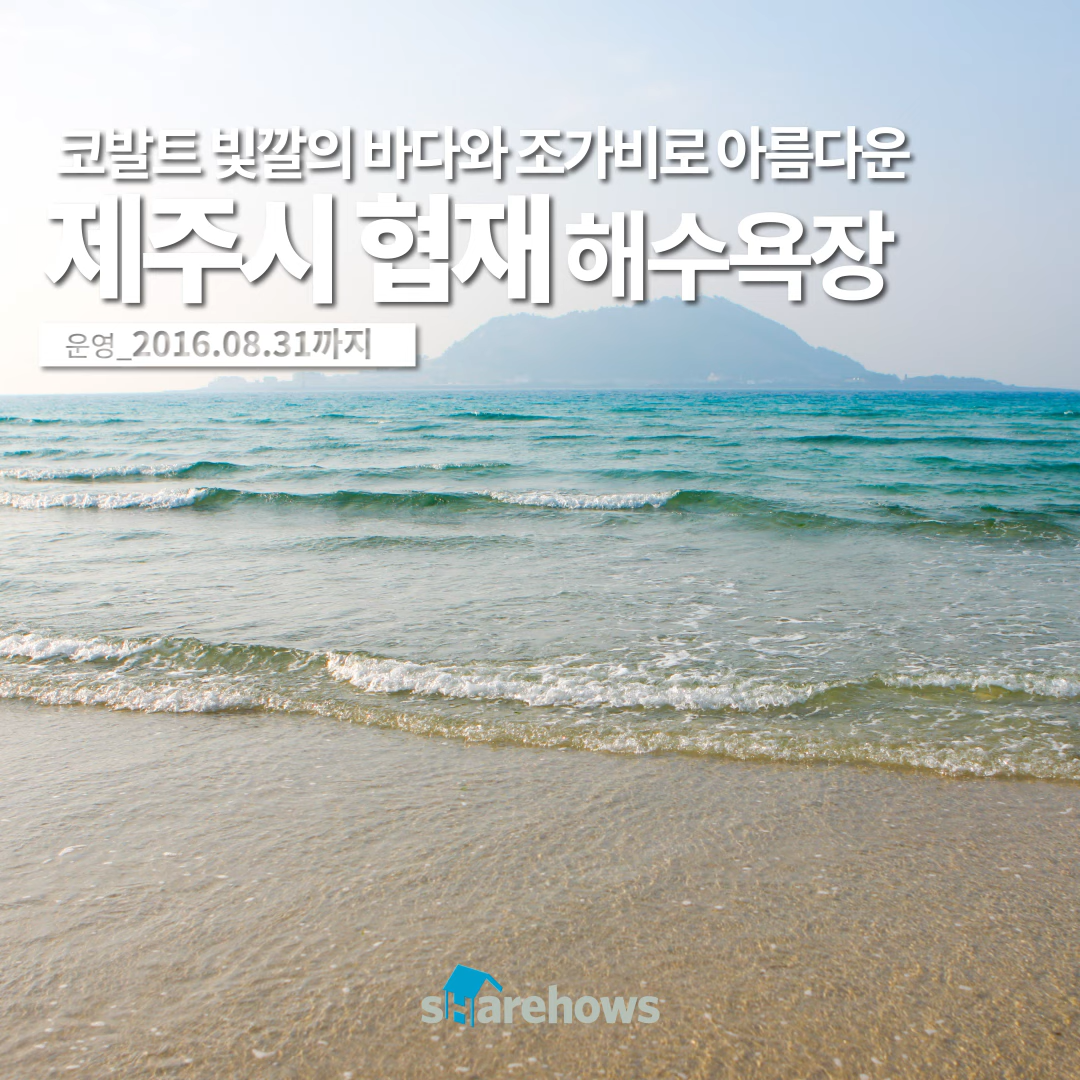 코발트 빛깔의 바다와 조가비로 아름다운
제주시 협재 해수욕장
운영_2016.08.31까지
sHarehows